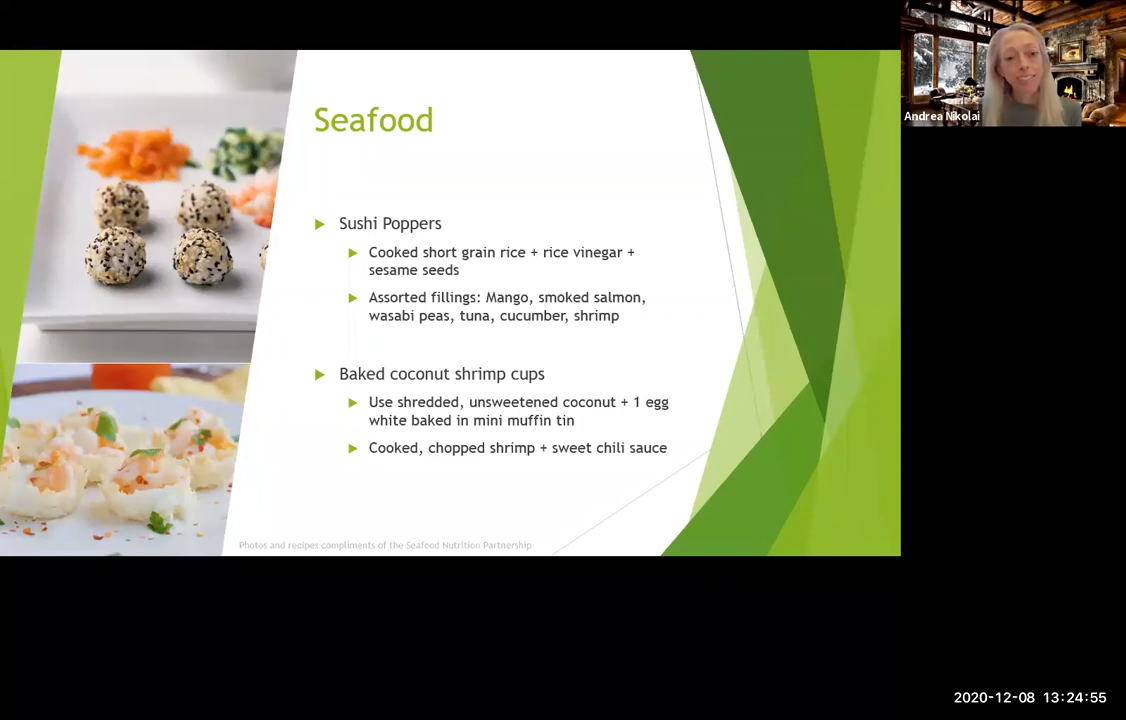 Andrea Nikolai
Seafood
Sushi Poppers
Cooked short grain rice + rice vinegar +
sesame seeds
Assorted fillings: Mango, smoked salmon,
wasabi peas, tuna, cucumber, shrimp
Baked coconut shrimp cups
Use shredded, unsweetened coconut + 1 egg
white baked in mini muffin tin
Cooked, chopped shrimp + sweet chili sauce
Photos and recipes compliments of the Seafood Nutrition Partnership
2020-12-08 13:24:55